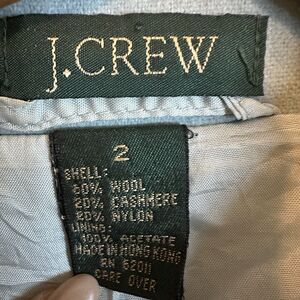 J.CREW
2
SHELL:
60% WOOL
20% CASHMERE
20% NYLON
LINING:
100% ACETATE
MADE IN HONG KONG
RN 62011
CARE OVER